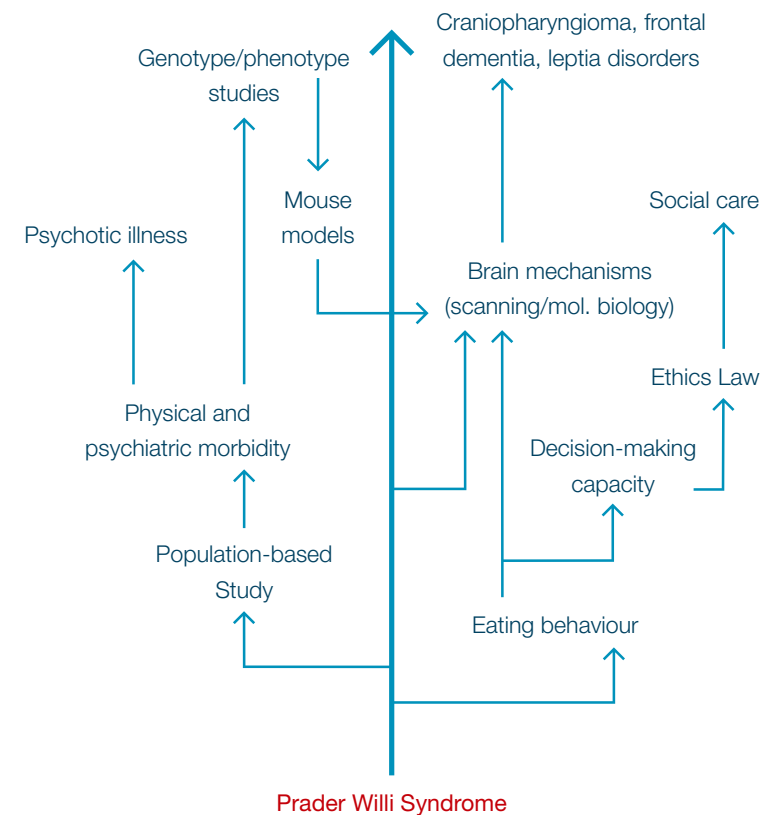 Craniopharyngioma, frontal
dementia, leptia disorders
Genotype/phenotype
studies
Mouse
models
Social care
Psychotic illness
Brain mechanisms
(scanning/mol. biology)
Ethics Law
Physical and
psychiatric morbidity
Decision-making
capacity
Population-based
Study
Eating behaviour
Prader Willi Syndrome